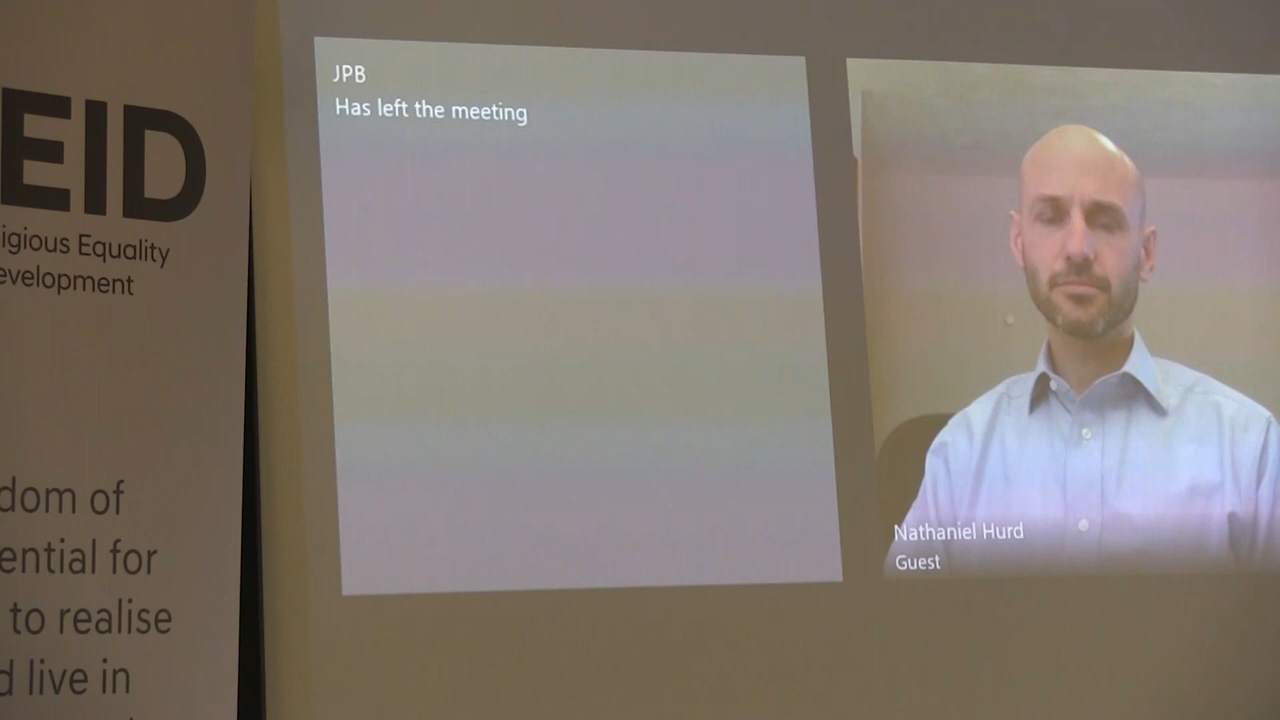 EID
igious Equality
evelopment
dom of
ential for
to realise
d live in
JPB
Has left the meeting
Nathaniel Hurd
Guest